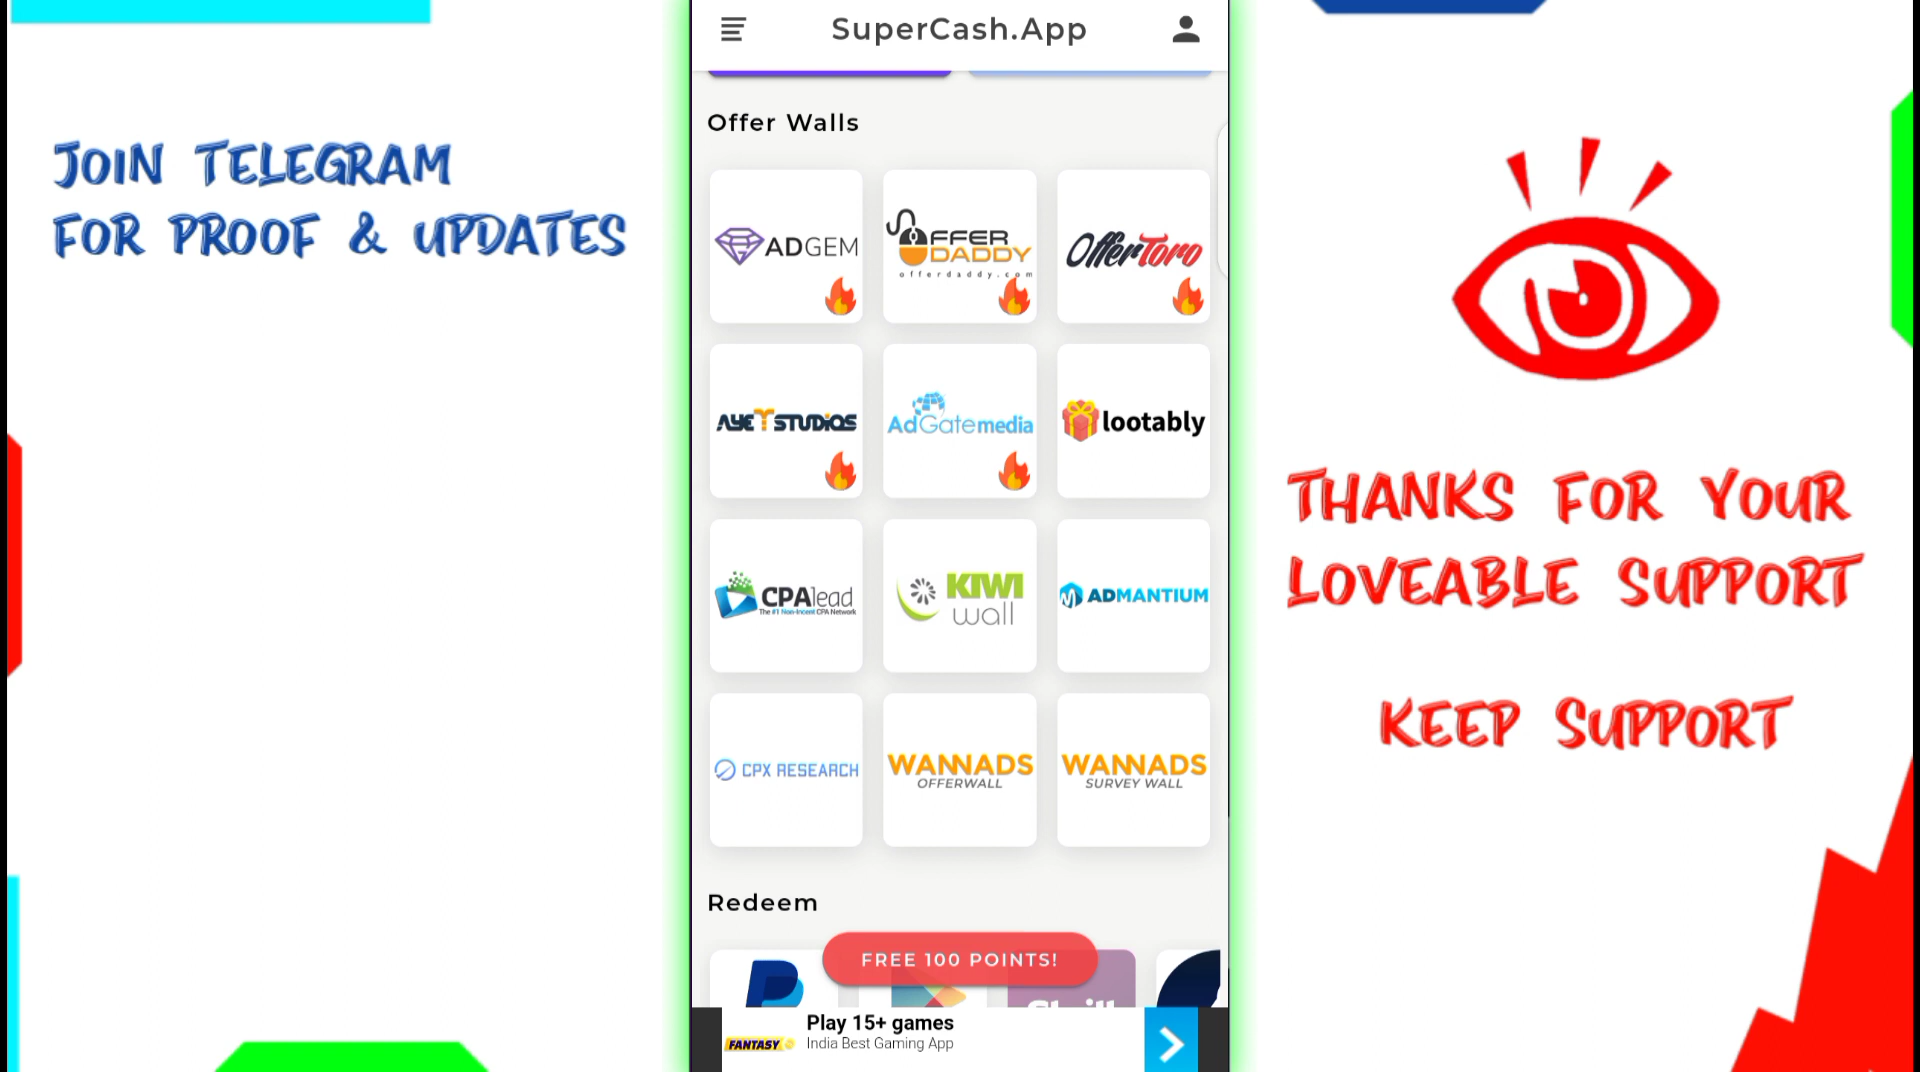 JOIN TELEGRAM
FOR PROOF & UPDATES
SuperCash.App
Offer Walls
ADGEM
OFFER
DADDY
offerdaddy.com
OfferToro
AYET STUDIOS
AdGatemedia
lootably
CPAlead
The #1 Non-Incent CPA Network
KIWI
wall
ADMANTIUM
CPX RESEARCH
WANNADS
OFFERWALL
WANNADS
SURVEY WALL
Redeem
FREE 100 POINTS!
FANTASY
Play 15+ games
India Best Gaming App
THANKS FOR YOUR
LOVEABLE SUPPORT
KEEP SUPPORT